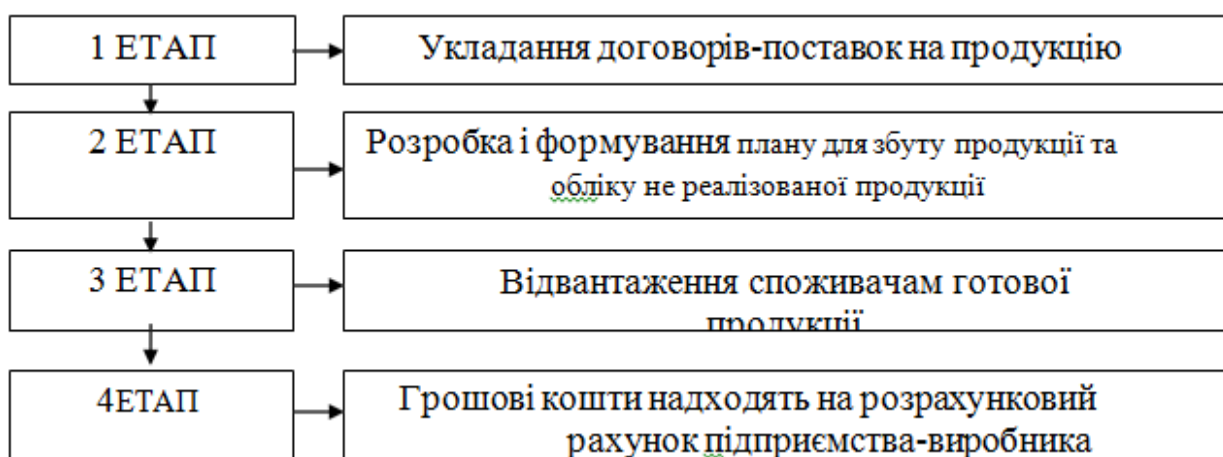 1 ЕТАП
Укладання договорів-поставок на продукцію
2 ЕТАП
Розробка і формування плану для збуту продукції та
обліку не реалізованої продукції
3 ЕТАП
Відвантаження споживачам готової
продукції
4ЕТАП
Грошові кошти надходять на розрахунковий
рахунок підприємства-виробника